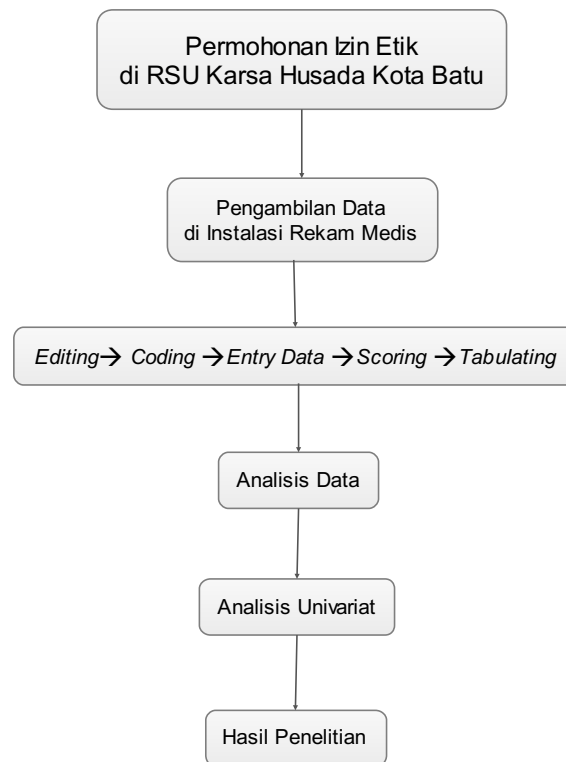 Permohonan Izin Etik
di RSU Karsa Husada Kota Batu
Pengambilan Data
di Instalasi Rekam Medis
Editing→ Coding →Entry Data →Scoring →Tabulating
Analisis Data
Analisis Univariat
Hasil Penelitian